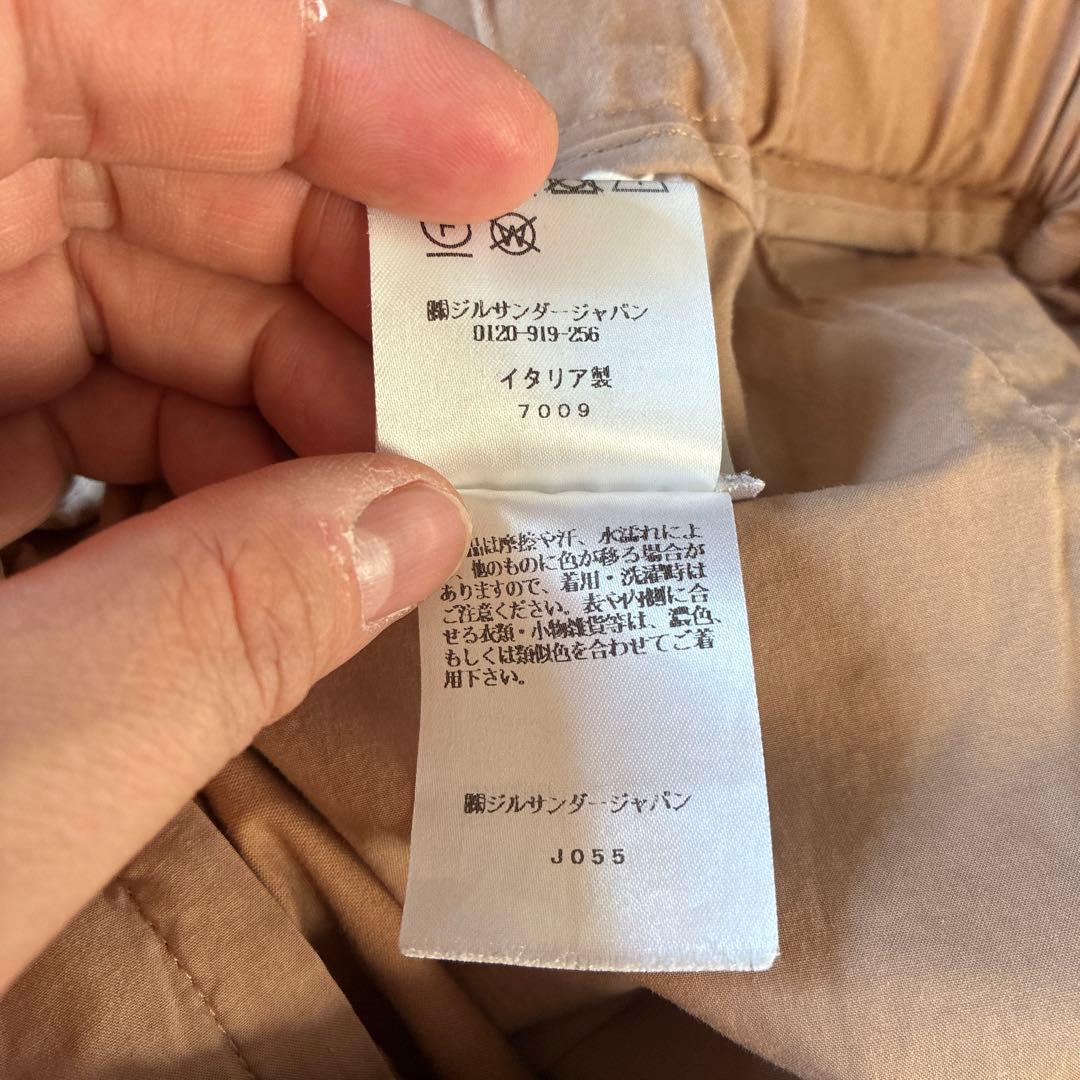 F
W
㈱ジルサンダージャパン
0120-919-256
イタリア製
7009
品は摩擦や汗、水濡れによ
、他のものに色が移る場合が
ありますので、着用・洗濯時は
ご注意ください。表や内側に合
せる衣類・小物雑貨等は、濃色、
もしくは類似色を合わせてご着
用下さい。
㈱ジルサンダージャパン
J055